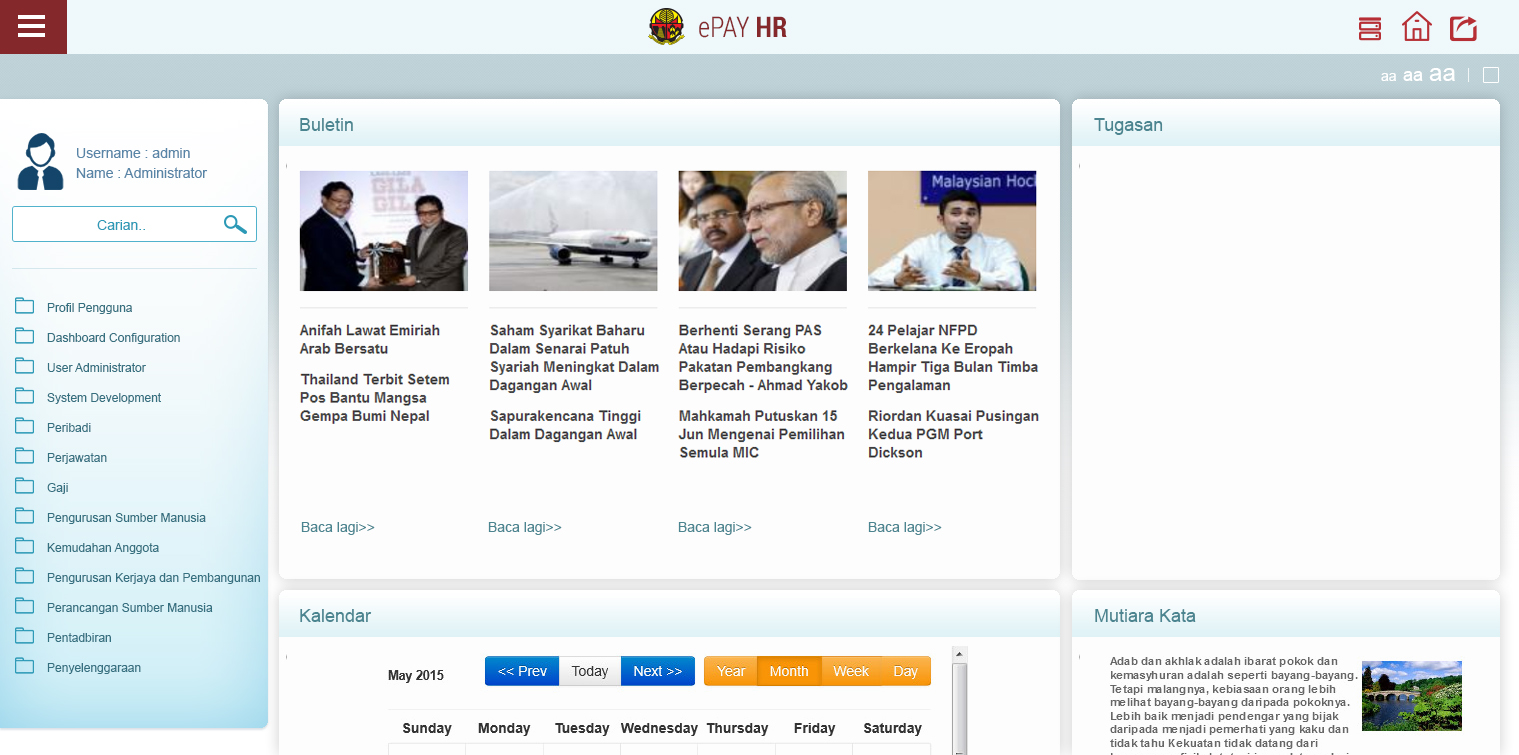 ePAY HR
aa aa aa
Username : admin
Name : Administrator
Carian..
Profil Pengguna
Dashboard Configuration
User Administrator
System Development
Peribadi
Perjawatan
Gaji
Pengurusan Sumber Manusia
Kemudahan Anggota
Pengurusan Kerjaya dan Pembangunan
Perancangan Sumber Manusia
Pentadbiran
Penyelenggaraan
Buletin
GILA
GILA
Malaysian Hock
Anifah Lawat Emiriah
Arab Bersatu
Thailand Terbit Setem
Pos Bantu Mangsa
Gempa Bumi Nepal
Baca lagi>>
Saham Syarikat Baharu
Dalam Senarai Patuh
Syariah Meningkat Dalam
Dagangan Awal
Sapurakencana Tinggi
Dalam Dagangan Awal
Baca lagi>>
Berhenti Serang PAS
Atau Hadapi Risiko
Pakatan Pembangkang
Berpecah - Ahmad Yakob
Mahkamah Putuskan 15
Jun Mengenai Pemilihan
Semula MIC
Baca lagi>>
24 Pelajar NFPD
Berkelana Ke Eropah
Hampir Tiga Bulan Timba
Pengalaman
Riordan Kuasai Pusingan
Kedua PGM Port
Dickson
Baca lagi>>
Tugasan
Kalendar
May 2015
<< Prev Today Next >>
Year Month Week Day
Sunday Monday Tuesday Wednesday Thursday Friday Saturday
Mutiara Kata
Adab dan akhlak adalah ibarat pokok dan
kemasyhuran adalah seperti bayang-bayang.
Tetapi malangnya, kebiasaan orang lebih
melihat bayang-bayang daripada pokoknya.
Lebih baik menjadi pendengar yang bijak
daripada menjadi pemerhati yang kaku dan
tidak tahu Kekuatan tidak datang dari